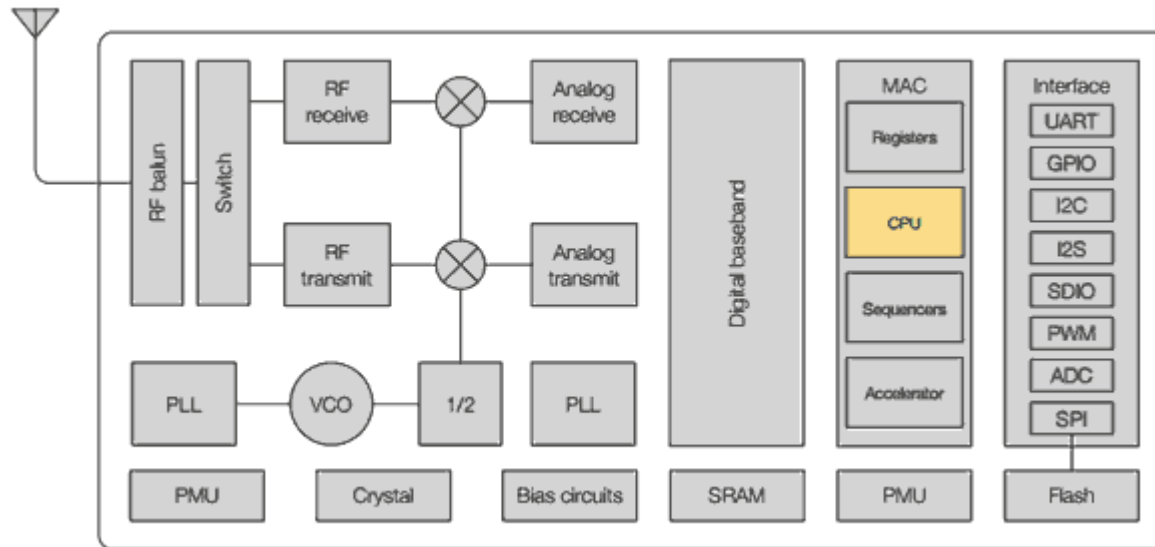 RF balun
Switch
RF
receive
Analog
receive
RF
transmit
Analog
transmit
PLL
VCO
1/2
PLL
Digital baseband
MAC
Registers
CPU
Sequencers
Accelerator
Interface
UART
GPIO
I2C
I2S
SDIO
PWM
ADC
SPI
PMU
Crystal
Bias circuits
SRAM
PMU
Flash